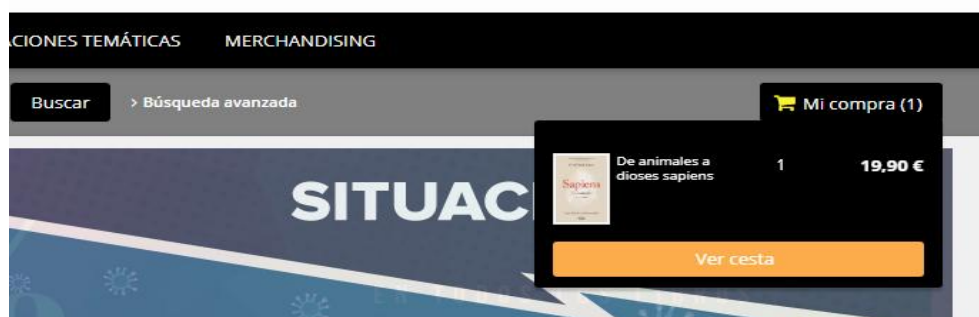 CIONES TEMÁTICAS MERCHANDISING
Buscar > Búsqueda avanzada Mi compra (1)
De animales a
dioses sapiens
1 19,90 €
Sapiens
SITUAC
Ver cesta